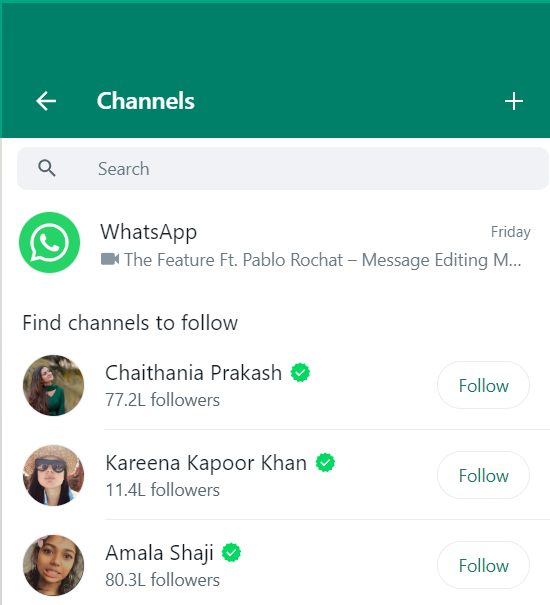 Channels
Search
WhatsApp
Friday
The Feature Ft. Pablo Rochat – Message Editing M...
Find channels to follow
Chaithania Prakash
77.2L followers
Follow
Kareena Kapoor Khan
11.4L followers
Follow
Amala Shaji
80.3L followers
Follow